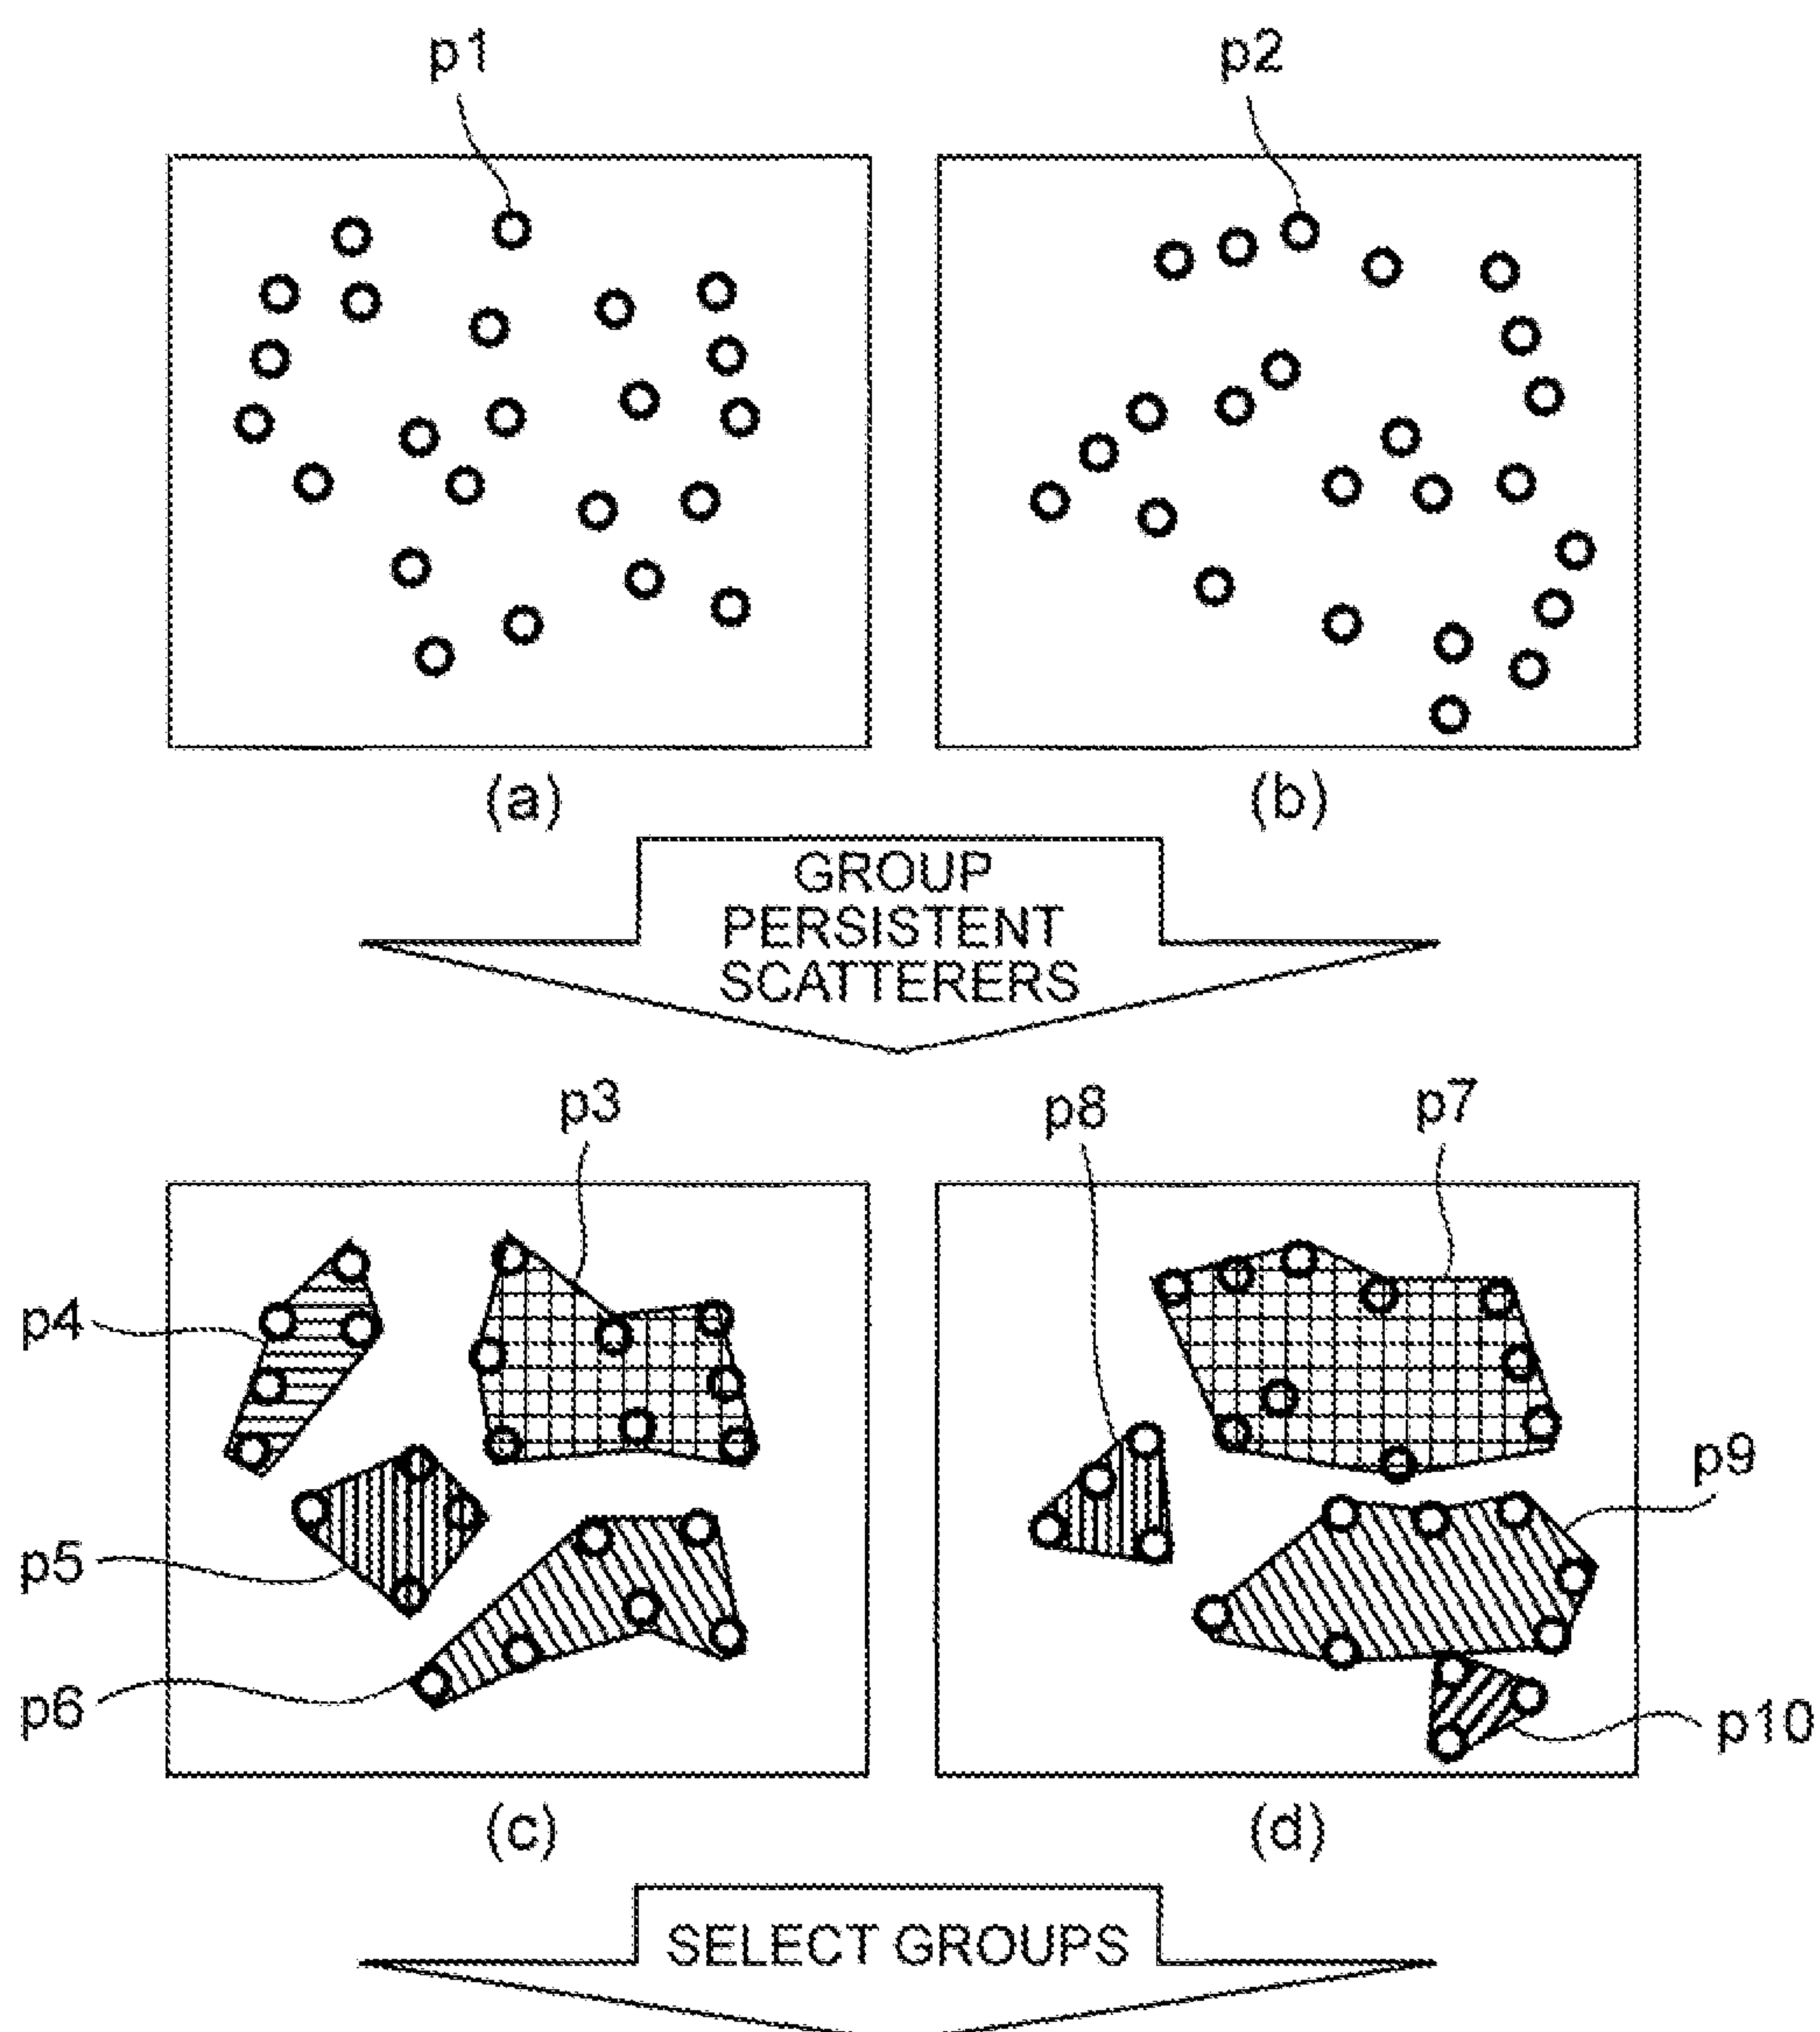 p1
p2
(a)
(b)
GROUP
PERSISTENT
SCATTERERS
p3
p8
p7
p4
p9
p5
p6
p10
(c)
(d)
SELECT GROUPS